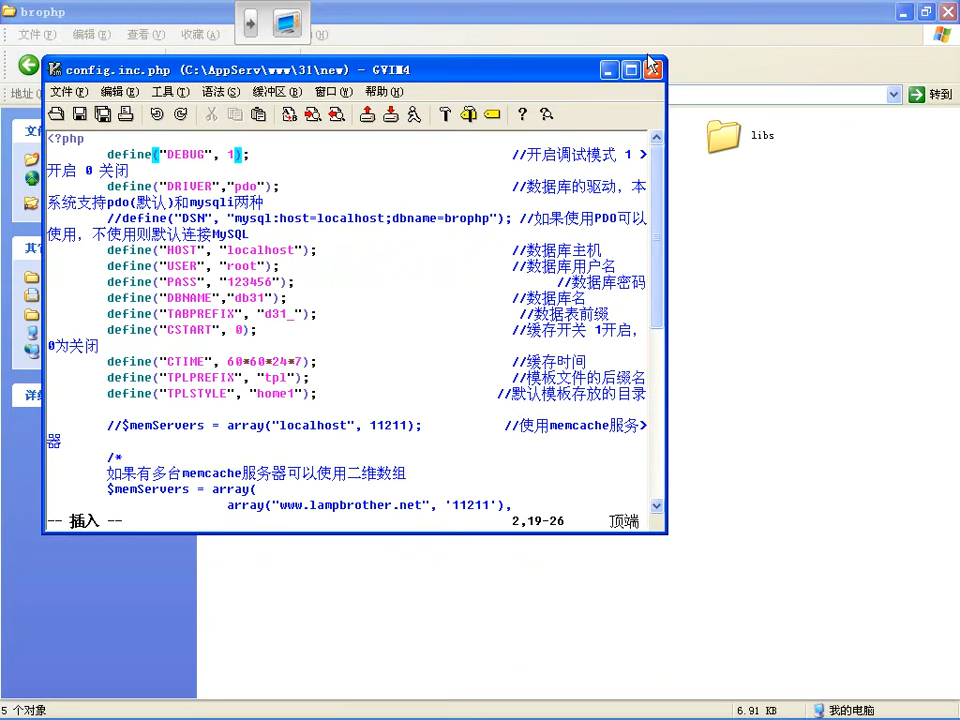 brophp
文件(F) 编辑(E) 查看(V) 收藏(A) (H)
地址 转到
config.inc.php (C:\AppServ\www\31\new) - GVIM4
文件(F) 编辑(E) 工具(T) 语法(S) 缓冲区(B) 窗口(W) 帮助(H)
文件
其它
详细
libs
<?php
define("DEBUG", 1); //开启调试模式 1 >
开启 0 关闭
define("DRIVER","pdo"); //数据库的驱动，本
系统支持pdo(默认)和mysqli两种
//define("DSN", "mysql:host=localhost;dbname=brophp"); //如果使用PDO可以
使用，不使用则默认连接MySQL
define("HOST", "localhost"); //数据库主机
define("USER", "root"); //数据库用户名
define("PASS", "123456"); //数据库密码
define("DBNAME","db31"); //数据库名
define("TABPREFIX", "d31_"); //数据表前缀
define("CSTART", 0); //缓存开关 1开启，
0为关闭
define("CTIME", 60*60*24*7); //缓存时间
define("TPLPREFIX", "tpl"); //模板文件的后缀名
define("TPLSTYLE", "home1"); //默认模板存放的目录
//$memServers = array("localhost", 11211); //使用memcache服务>
器
/*
如果有多台memcache服务器可以使用二维数组
$memServers = array(
array("www.lampbrother.net", '11211'),
-- 插入 -- 2,19-26 顶端
5 个对象 6.91 KB 我的电脑